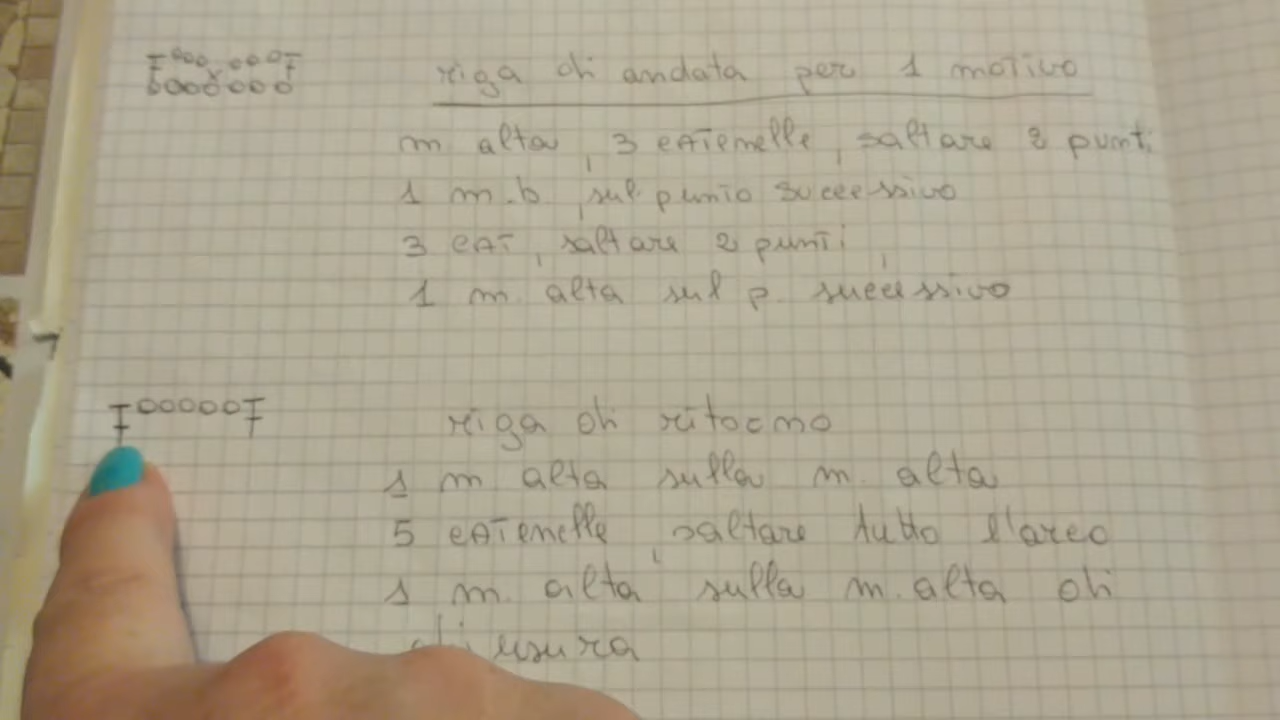 riga di andata per 1 motivo
m alta, 3 catenelle, saltare 2 punti
1 m.b, sul punto successivo
3 cat, saltare 2 punti,
1 m. alta sul p. successivo
riga di ritorno
1 m alta sulla m. alta
5 catenelle, saltare tutto l'arco
1 m. alta sulla m. alta di
chiusura